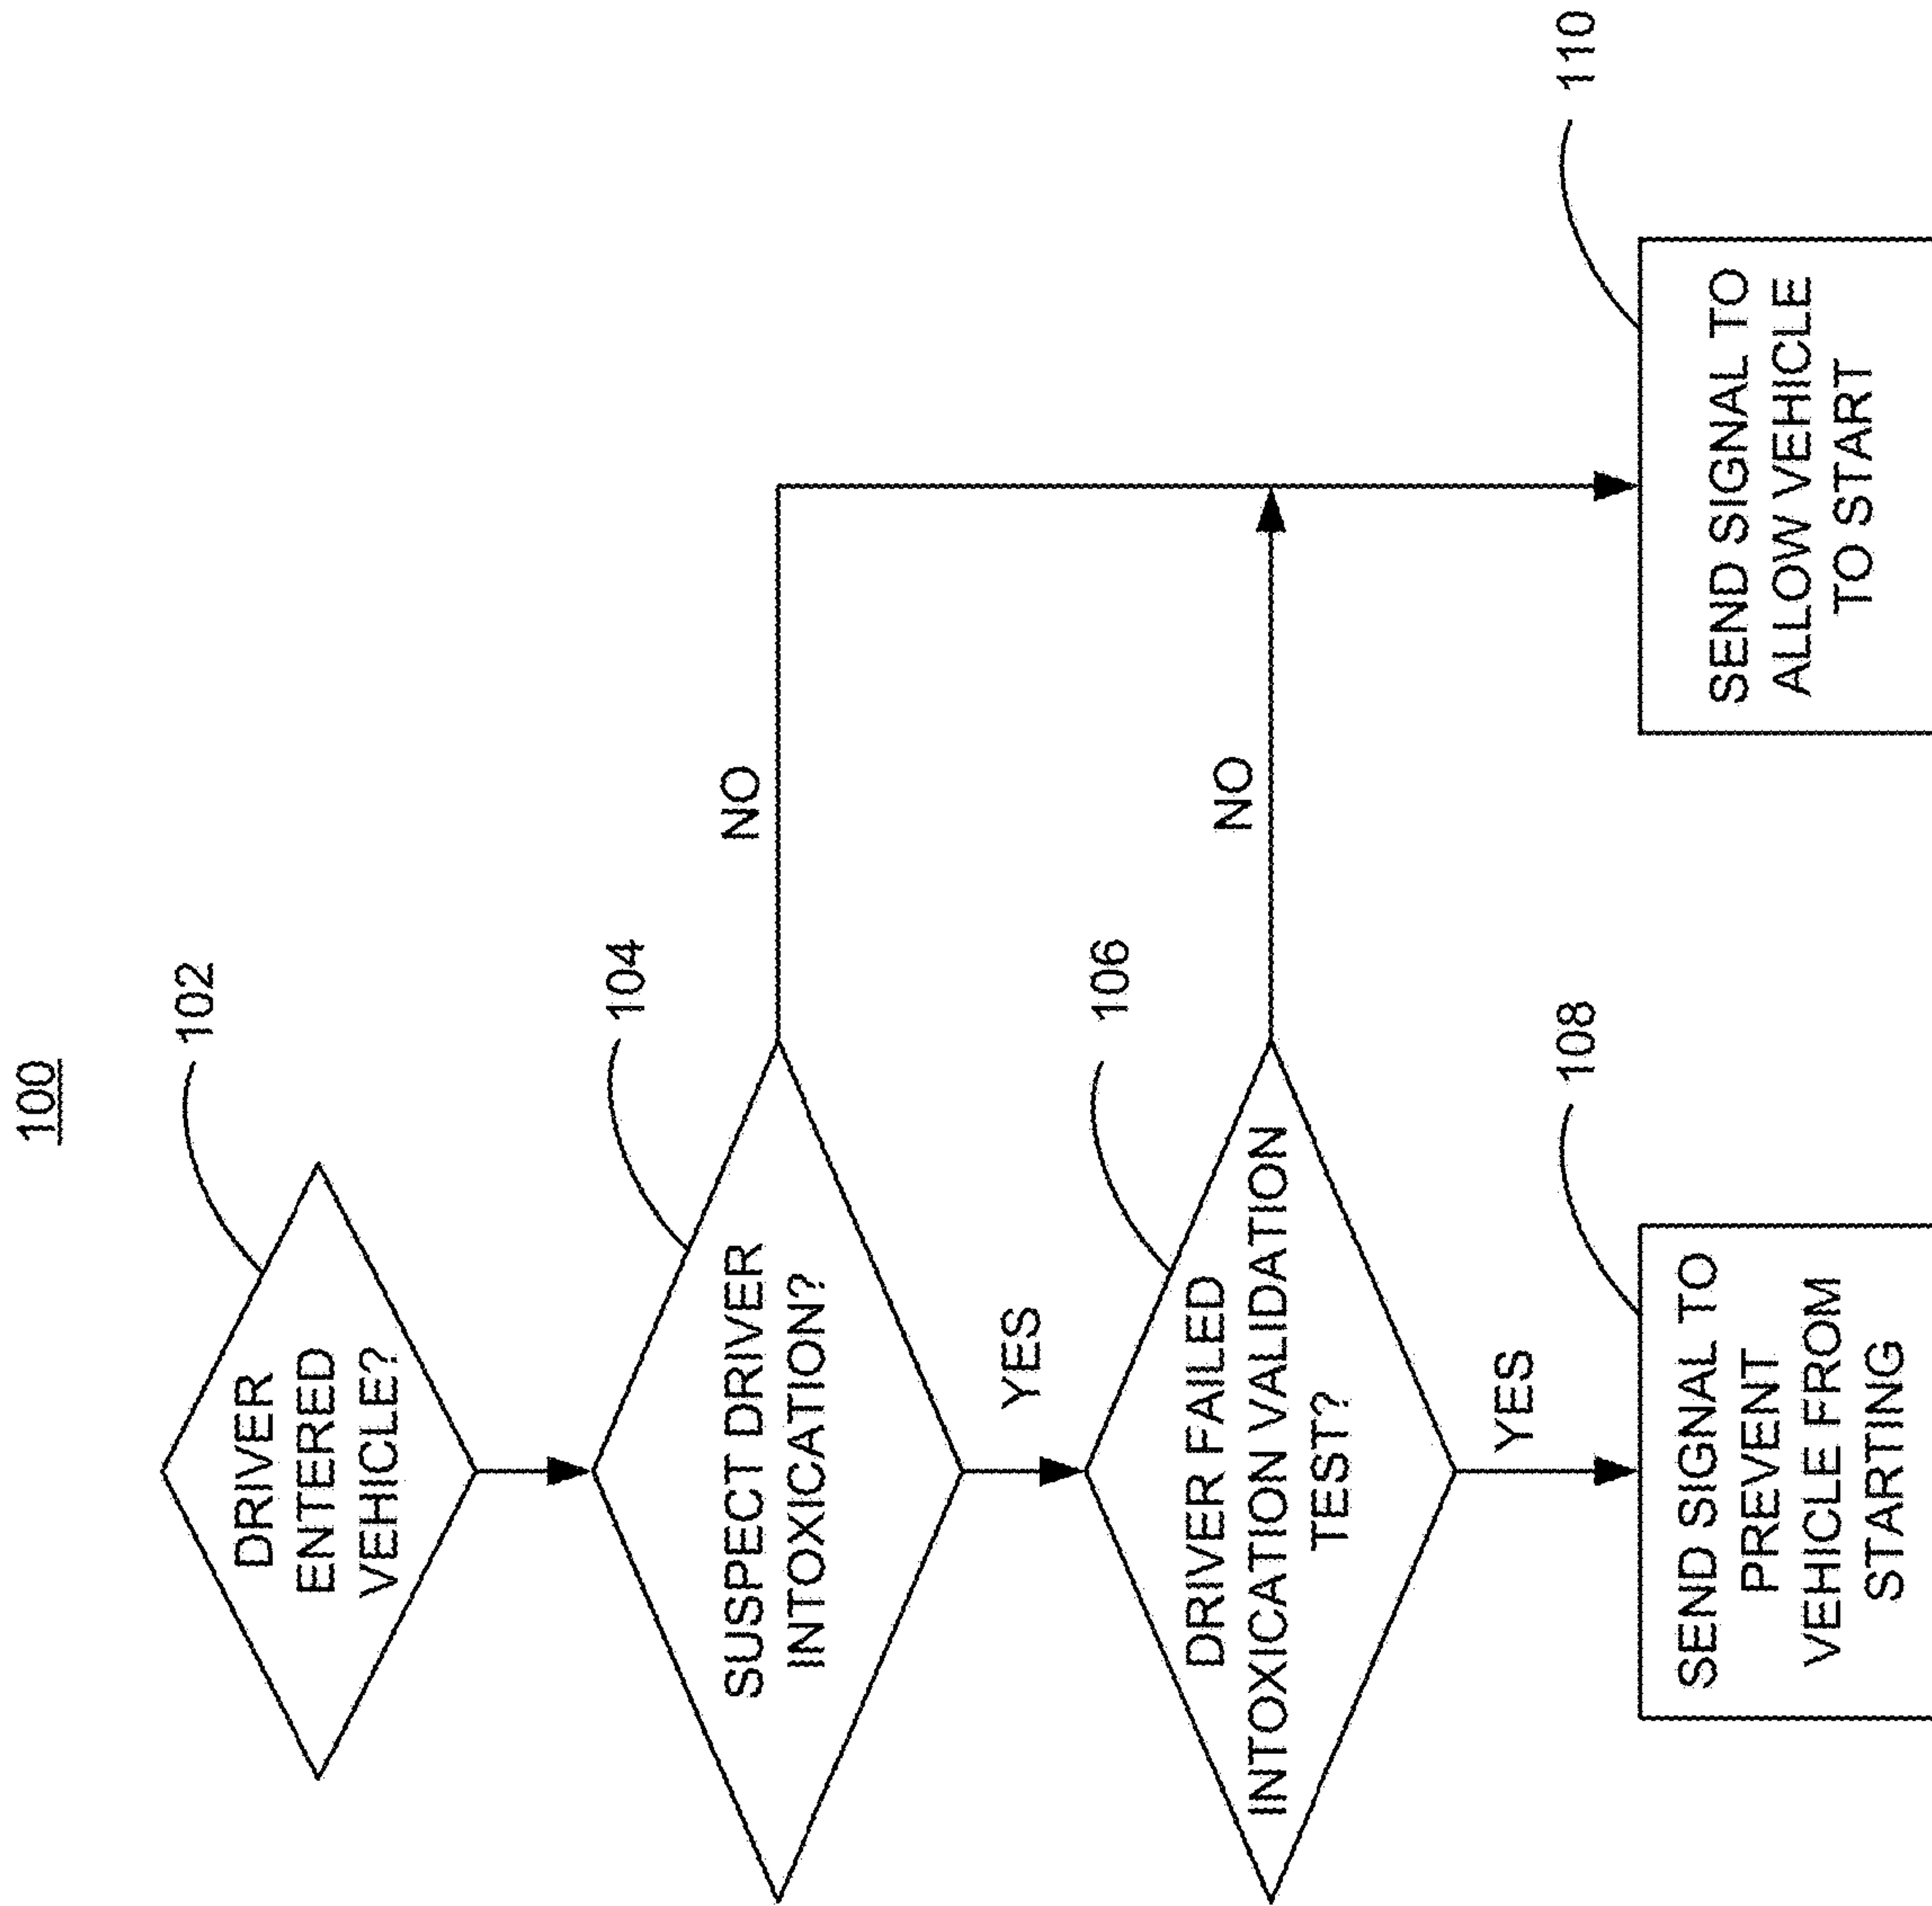 100
102
DRIVER
ENTERED
VEHICLE?
104
SUSPECT DRIVER
INTOXICATION?
NO
YES
106
DRIVER FAILED
INTOXICATION VALIDATION
TEST?
NO
YES
108
SEND SIGNAL TO
PREVENT
VEHICLE FROM
STARTING
110
SEND SIGNAL TO
ALLOW VEHICLE
TO START